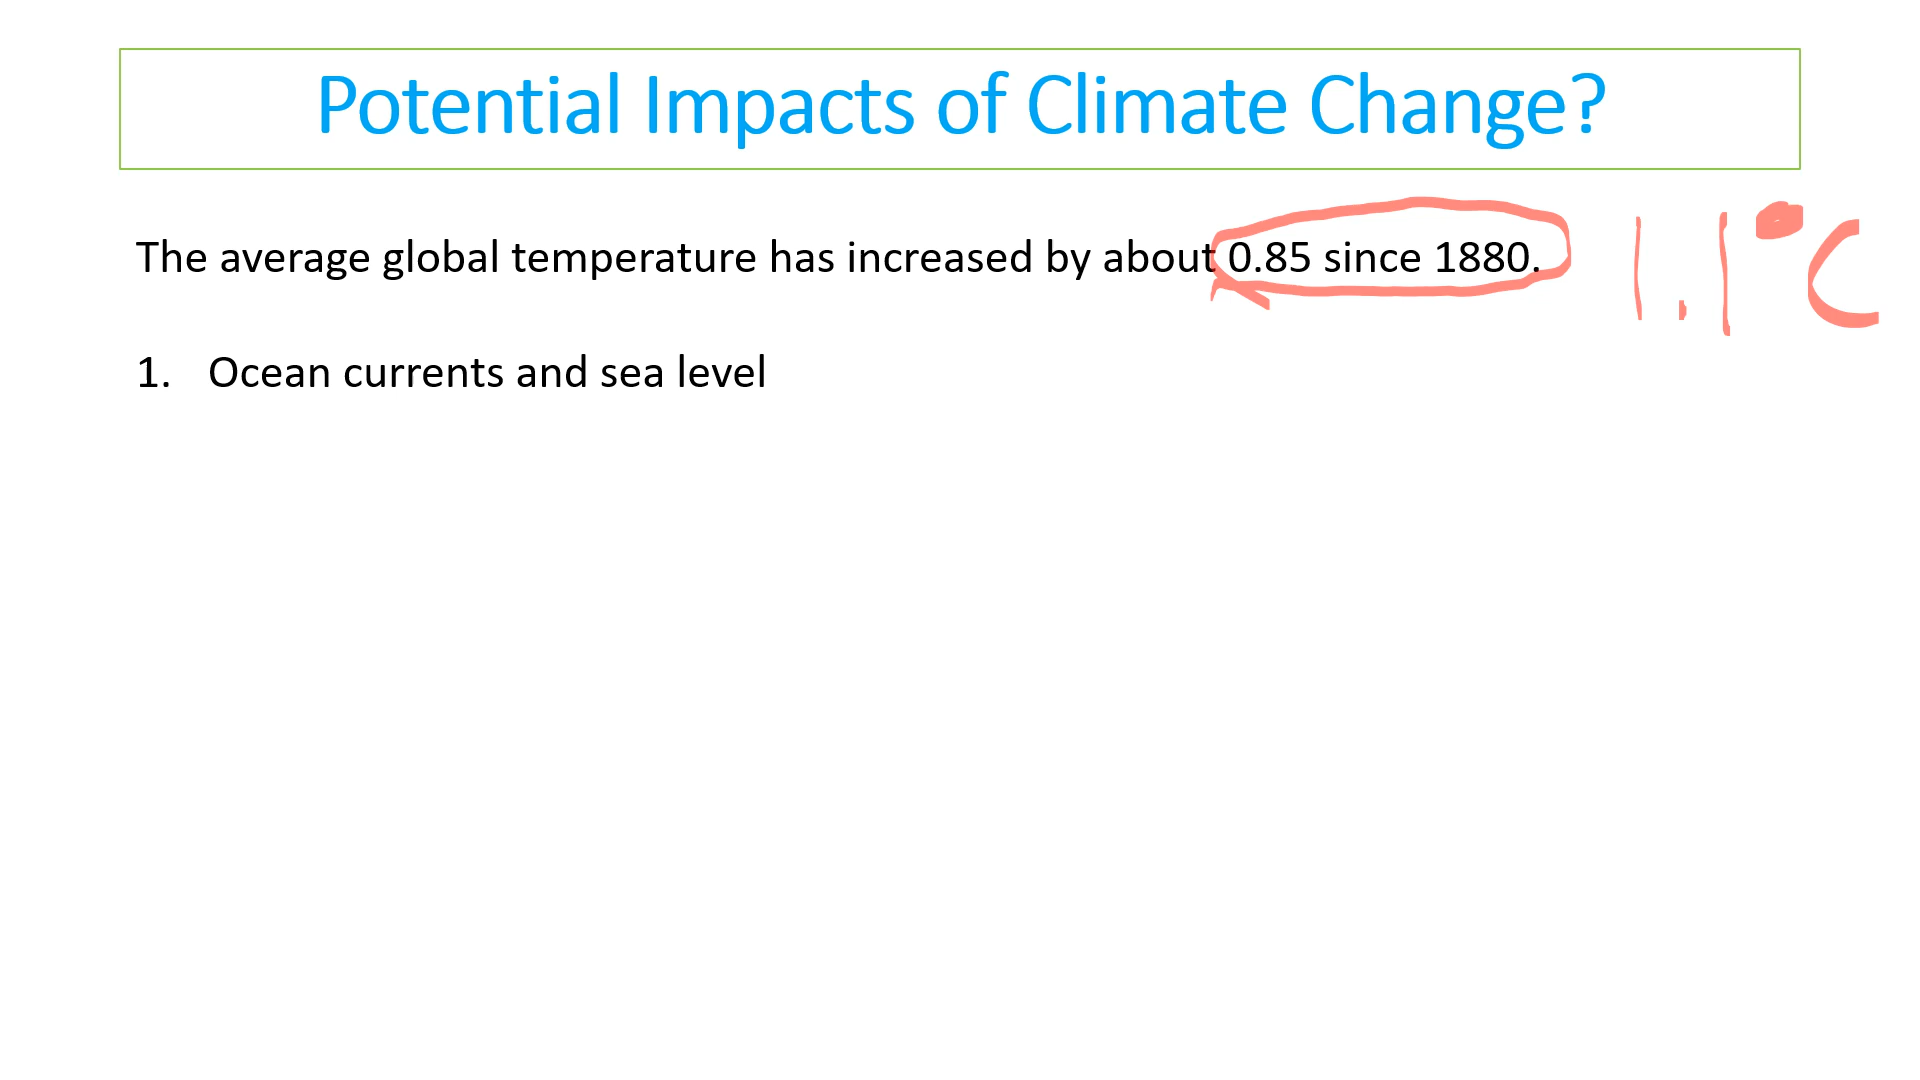 Potential Impacts of Climate Change?
The average global temperature has increased by about 0.85 since 1880.
1.1°C
1. Ocean currents and sea level